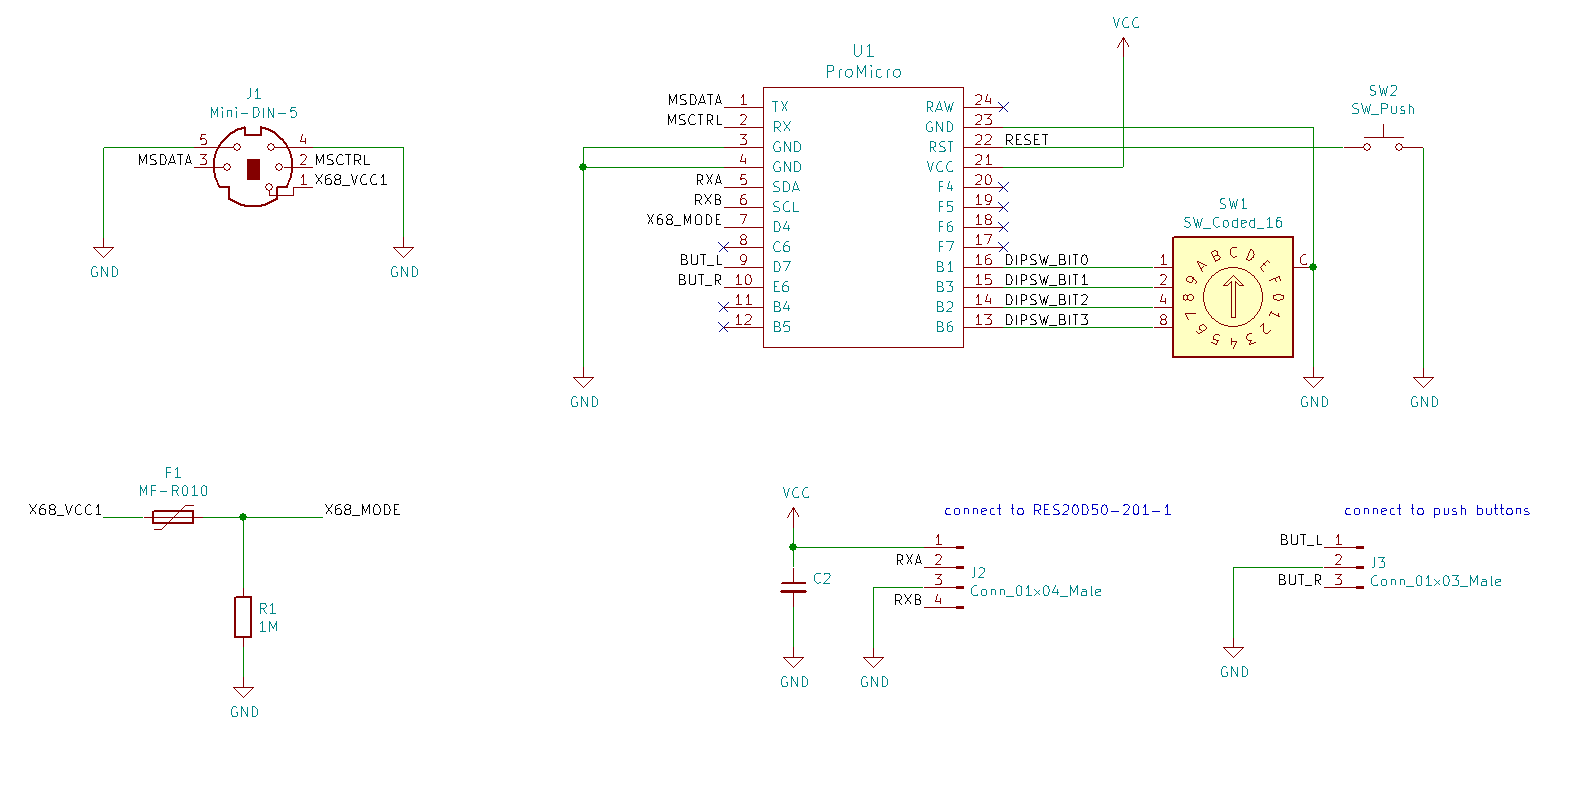 VCC
U1
ProMicro
J1
Mini-DIN-5
5
4
MSDATA 3
2 MSCTRL
1 X68_VCC1
GND
GND
MSDATA 1 TX
MSCTRL 2 RX
3 GND
4 GND
RXA 5 SDA
RXB 6 SCL
X68_MODE 7 D4
8 C6
BUT_L 9 D7
BUT_R 10 E6
11 B4
12 B5
RAW 24
GND 23
RST 22 RESET
VCC 21
F4 20
F5 19
F6 18
F7 17
B1 16 DIPSW_BIT0
B3 15 DIPSW_BIT1
B2 14 DIPSW_BIT2
B6 13 DIPSW_BIT3
SW2
SW_Push
SW1
SW_Coded_16
1
2
4
8
C
0 1 2 3 4 5 6 7 8 9 A B C D E F
GND
GND
GND
F1
MF-R010
X68_VCC1
X68_MODE
R1
1M
GND
VCC
connect to RES20D50-201-1
1
RXA 2
3
RXB 4
J2
Conn_01x04_Male
C2
GND
GND
connect to push buttons
BUT_L 1
2
BUT_R 3
J3
Conn_01x03_Male
GND